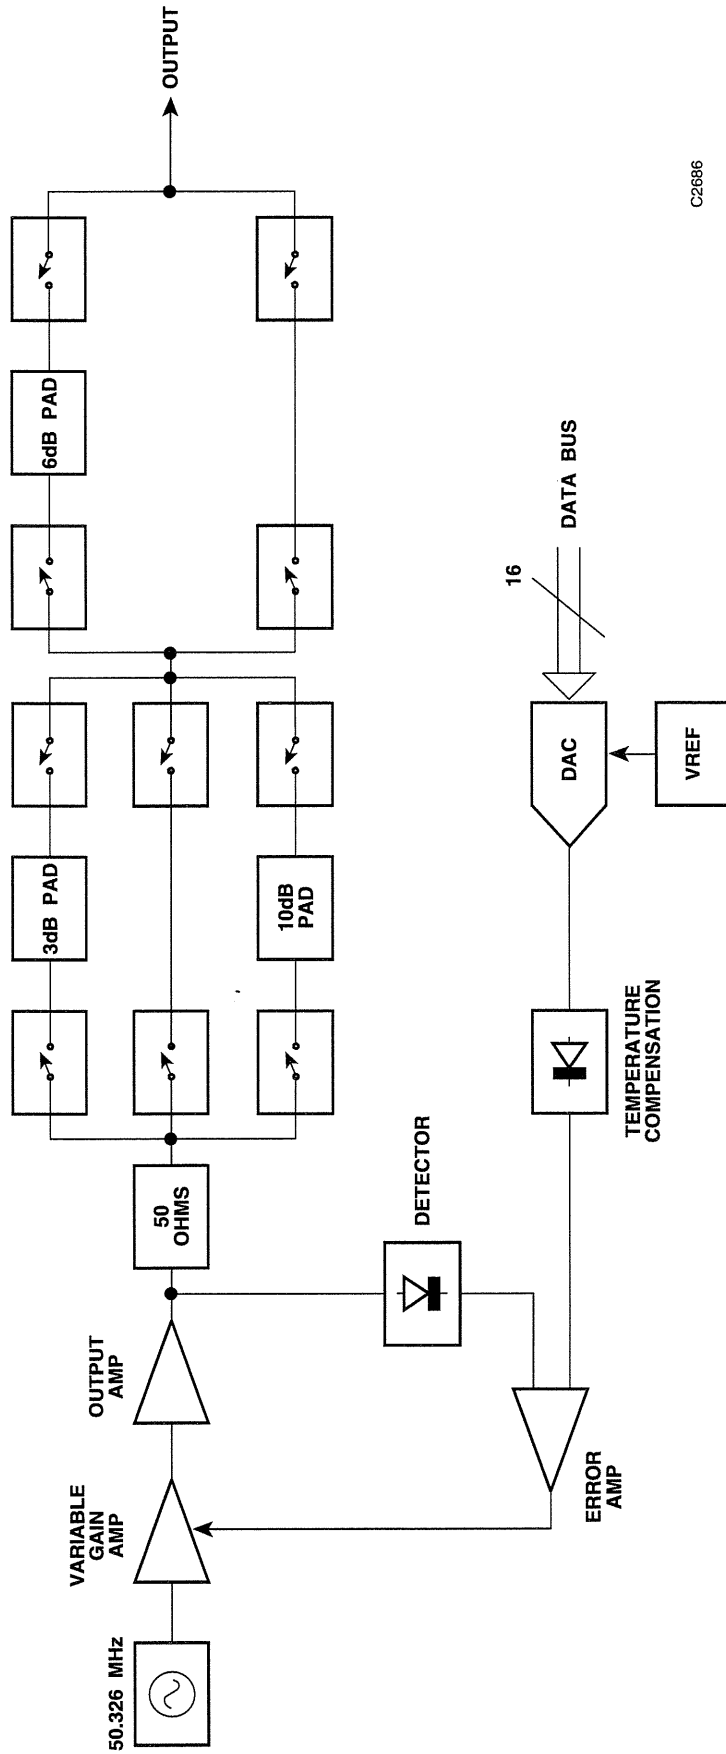 50.326 MHz
VARIABLE
GAIN
AMP
OUTPUT
AMP
50
OHMS
3dB PAD
10dB
PAD
6dB PAD
OUTPUT
DETECTOR
ERROR
AMP
TEMPERATURE
COMPENSATION
DAC
VREF
16
DATA BUS
C2686